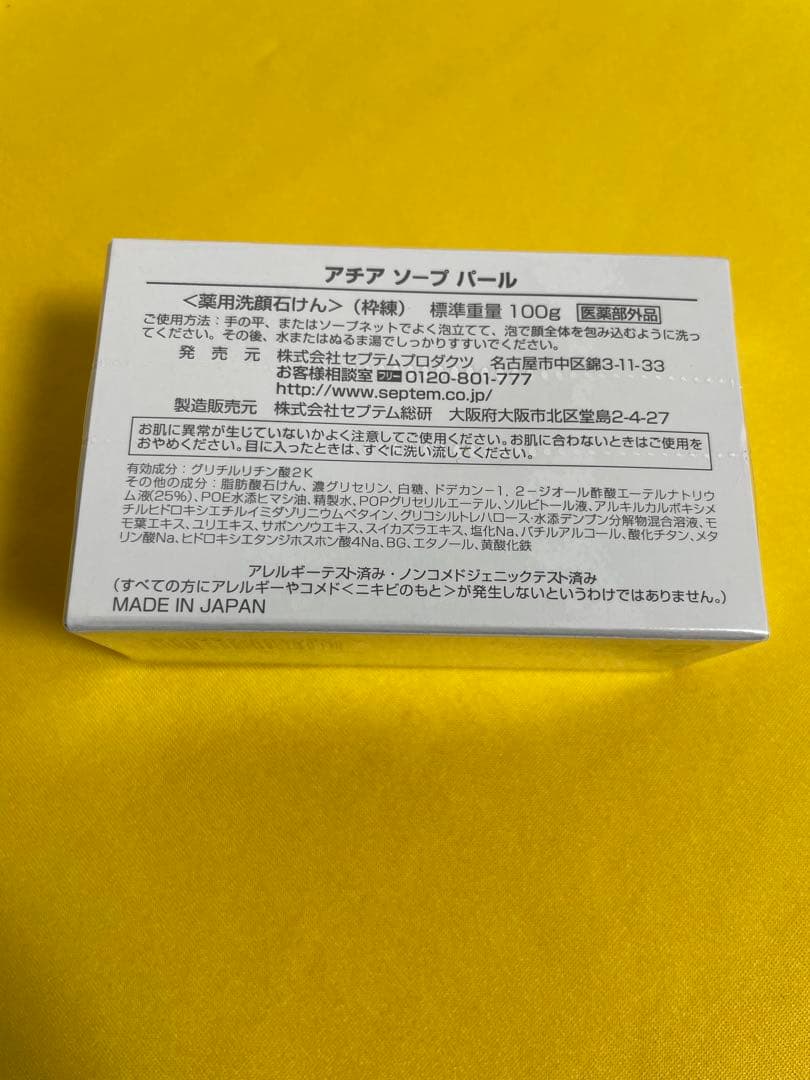 アチア ソープ パール
<薬用洗顔石けん>(枠練) 標準重量 100g 医薬部外品
ご使用方法:手の平、またはソープネットでよく泡立てて、泡で顔全体を包み込むように洗っ
てください。その後、水またはぬるま湯でしっかりすすいでください。
発 売 元 株式会社セプテムプロダクツ 名古屋市中区錦3-11-33
お客様相談室 フリー 0120-801-777
http://www.septem.co.jp/
製造販売元 株式会社セプテム総研 大阪府大阪市北区堂島2-4-27
お肌に異常が生じていないかよく注意してご使用ください。お肌に合わないときはご使用を
おやめください。目に入ったときは、すぐに洗い流してください。
有効成分:グリチルリチン酸2K
その他の成分:脂肪酸石けん、濃グリセリン、白糖、ドデカン-1, 2-ジオール酢酸エーテルナトリウ
ム液(25%)、POE水添ヒマシ油、精製水、POPグリセリルエーテル、ソルビトール液、アルキルカルボキシメ
チルヒドロキシエチルイミダゾリニウムベタイン、グリコシルトレハロース・水添デンプン分解物混合溶液、モ
モ葉エキス、ユリエキス、サボンソウエキス、スイカズラエキス、塩化Na、バチルアルコール、酸化チタン、メタ
リン酸Na、ヒドロキシエタンジホスホン酸4Na、BG、エタノール、黄酸化鉄
アレルギーテスト済み・ノンコメドジェニックテスト済み
(すべての方にアレルギーやコメド<ニキビのもと>が発生しないというわけではありません。)
MADE IN JAPAN